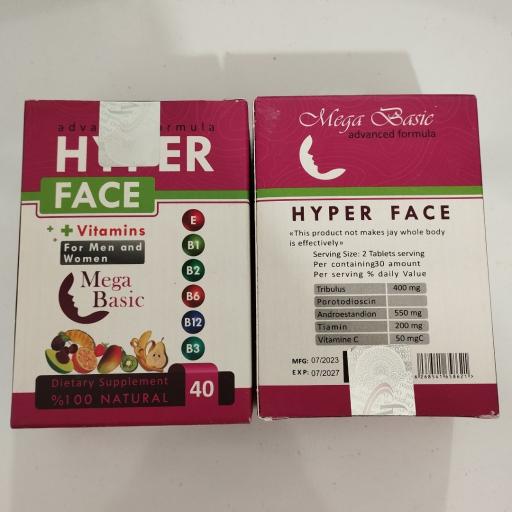 advanced formula
HYPER
FACE
+ + Vitamins
For Men and
Women
Mega
Basic
E
B1
B2
B6
B12
B3
Dietary Supplement
%100 NATURAL
40
Mega Basic
advanced formula
HYPER FACE
«This product not makes jay whole body
is effectively»
Serving Size: 2 Tablets serving
Per containing30 amount
Per serving % daily Value
Tribulus 400 mg
Porotodioscin
Androestandion 550 mg
Tiamin 200 mg
Vitamine C 50 mgC
MFG: 07/2023
EXP: 07/2027